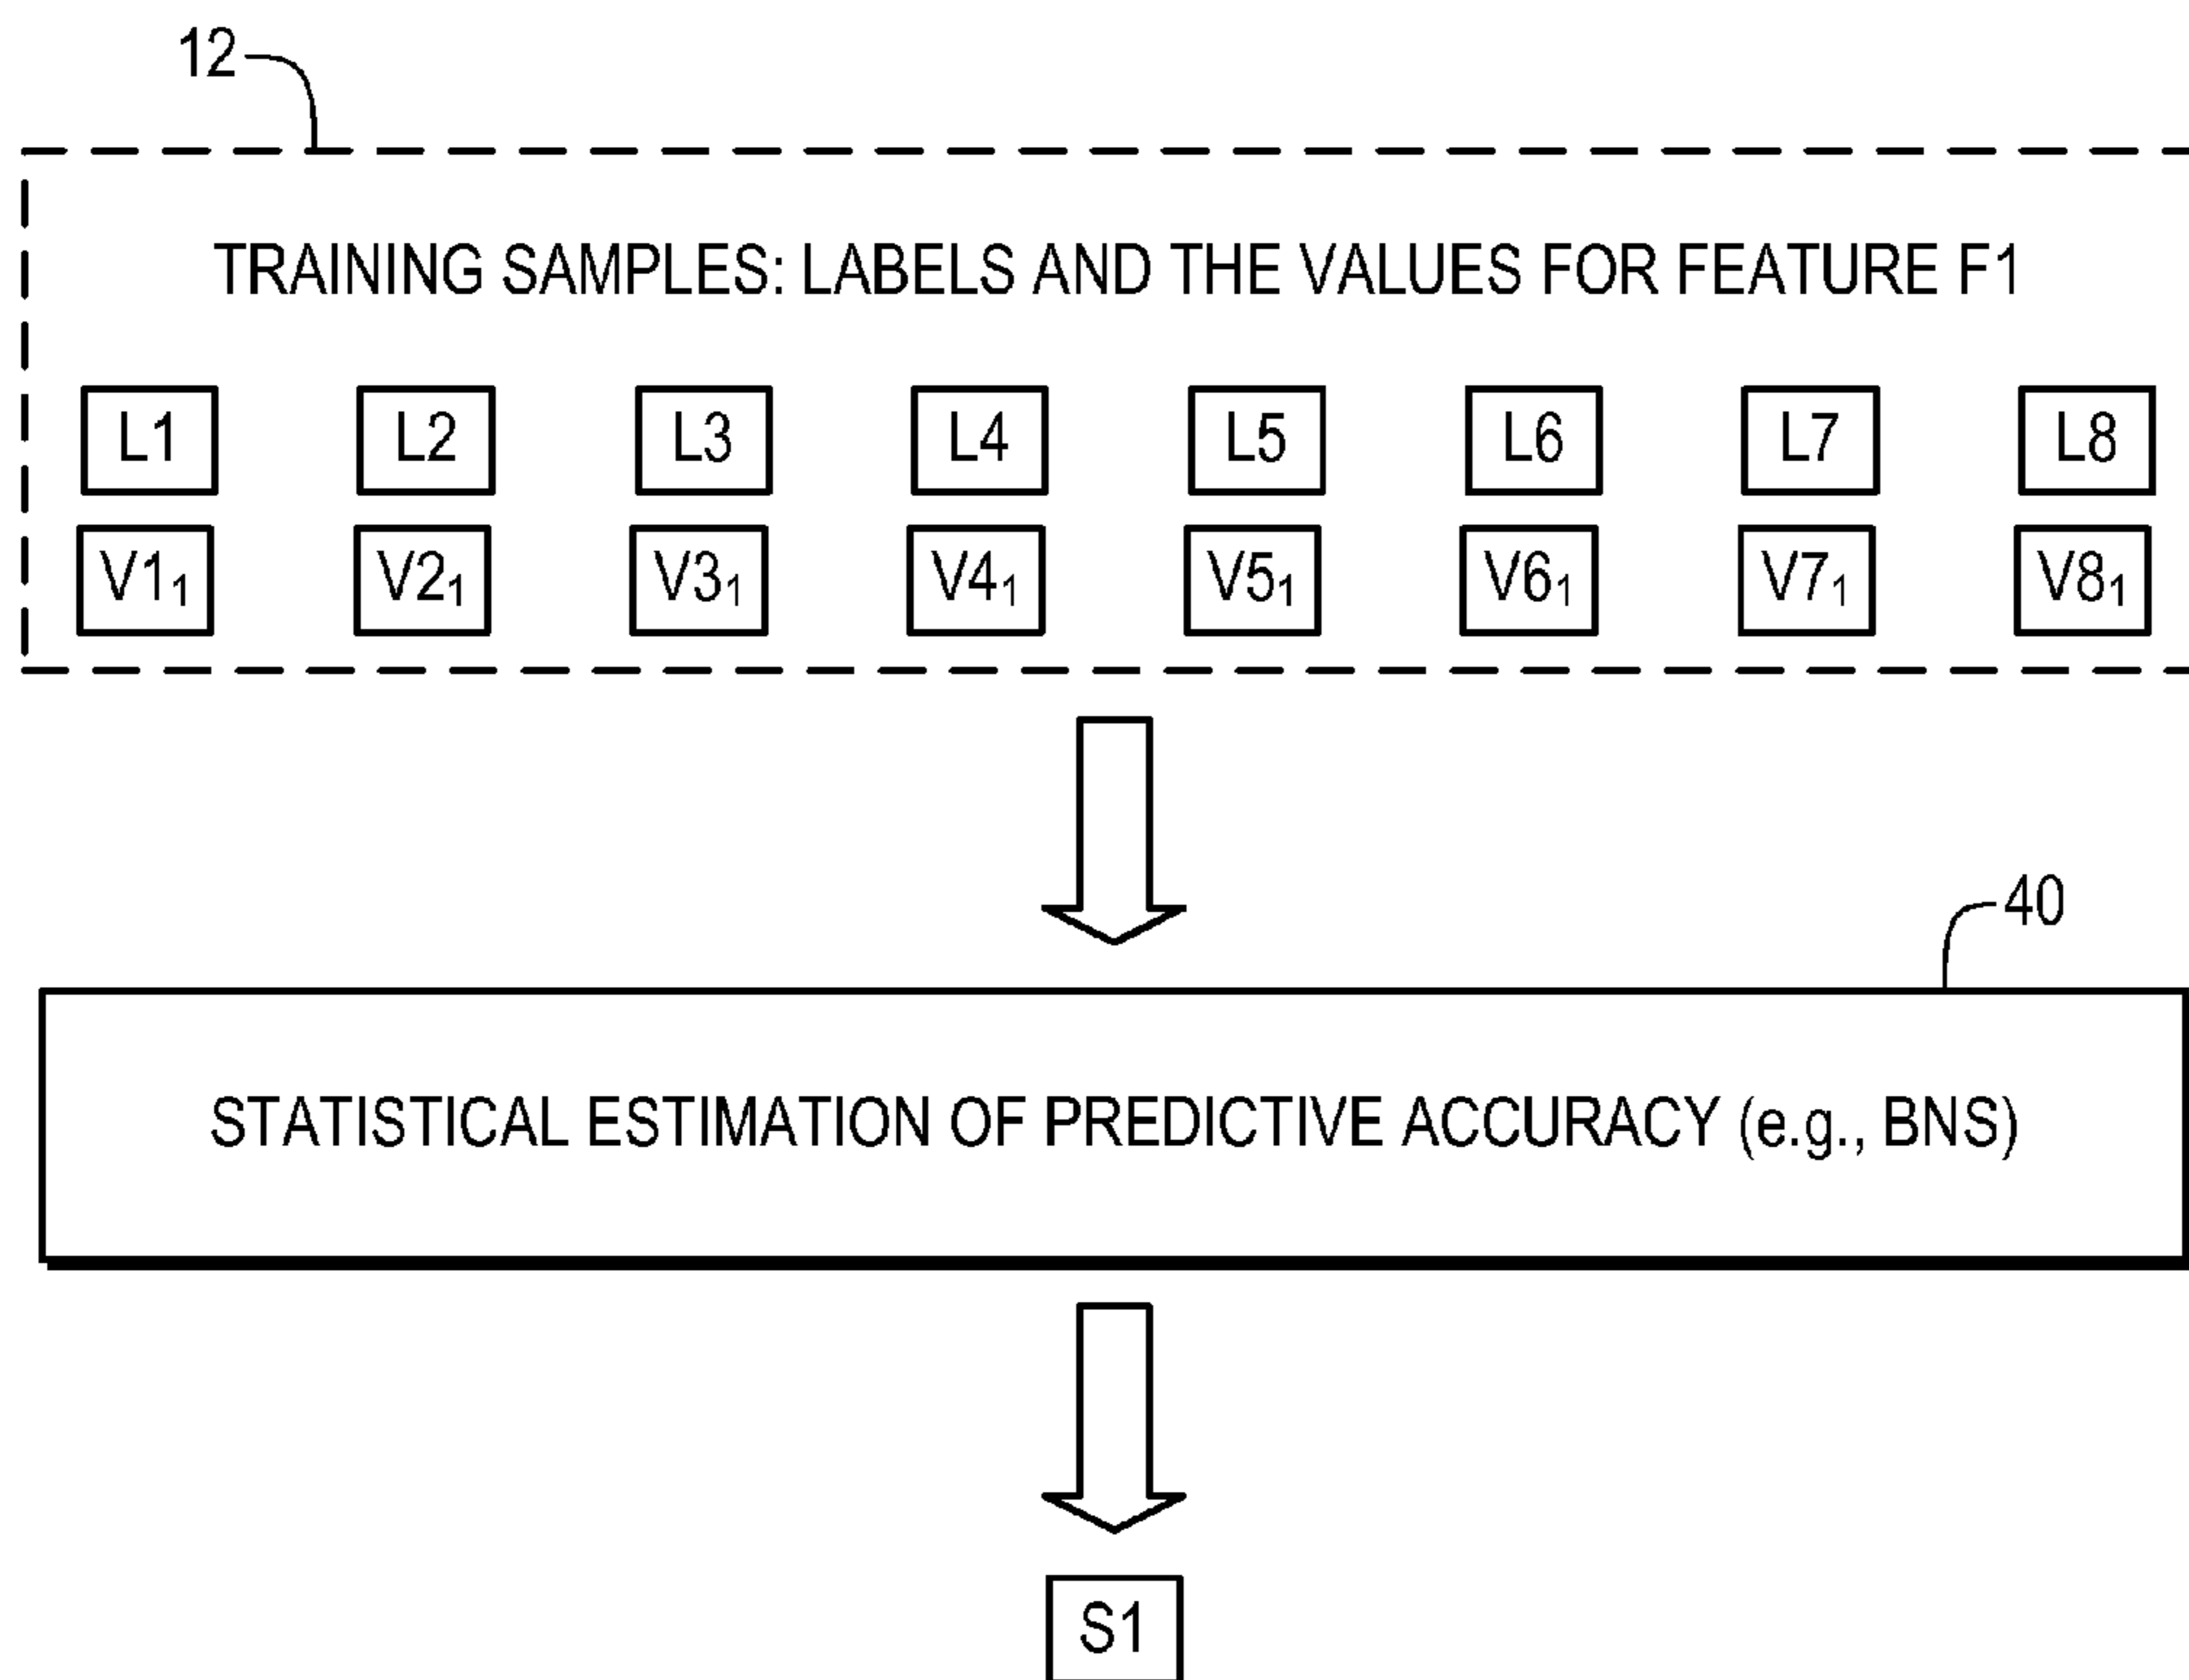 12
TRAINING SAMPLES: LABELS AND THE VALUES FOR FEATURE F1
L1 L2 L3 L4 L5 L6 L7 L8
V1₁ V2₁ V3₁ V4₁ V5₁ V6₁ V7₁ V8₁
40
STATISTICAL ESTIMATION OF PREDICTIVE ACCURACY (e.g., BNS)
S1